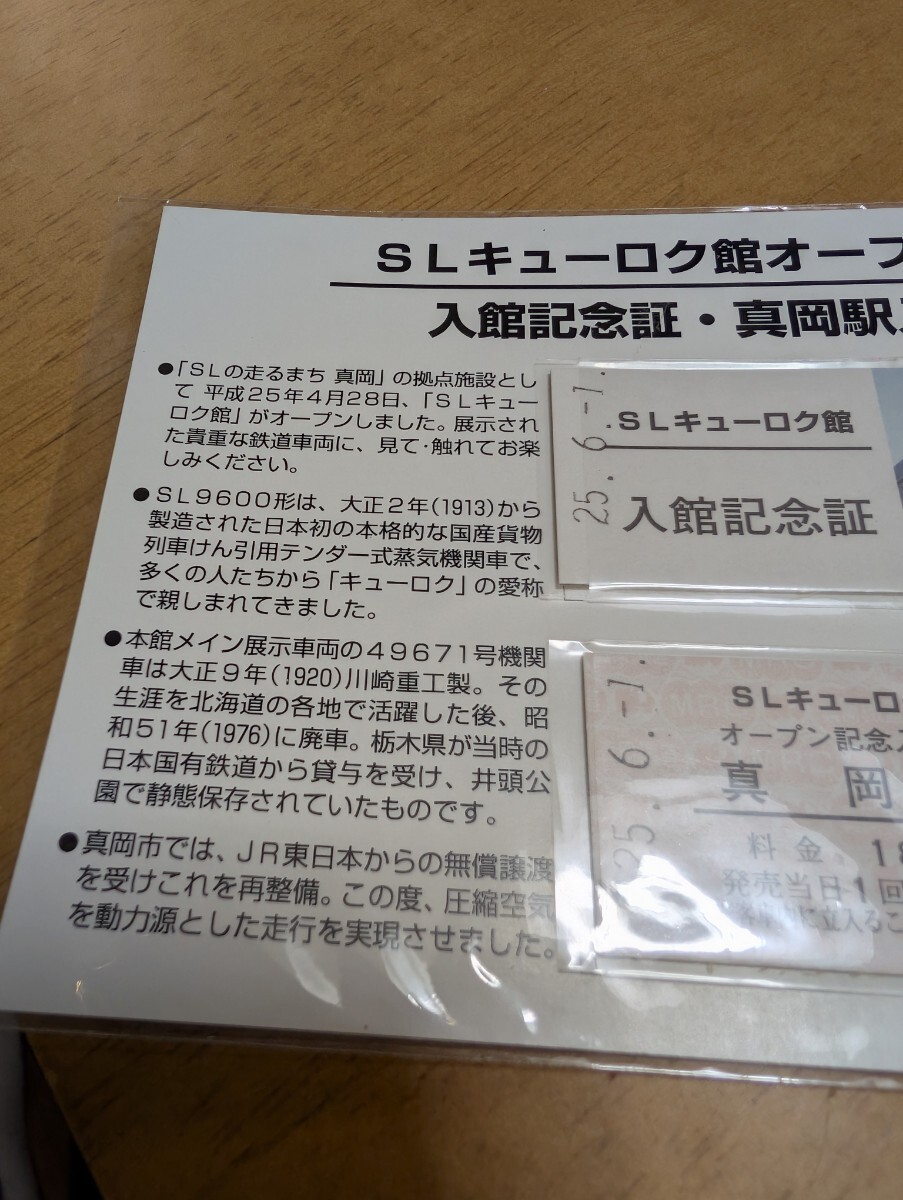 SLキューロク館オープ
入館記念証・真岡駅
●「SLの走るまち 真岡」の拠点施設とし
て 平成25年4月28日、「SLキュー
ロク館」がオープンしました。展示され
た貴重な鉄道車両に、見て・触れてお楽
しみください。
●SL9600形は、大正2年(1913)から
製造された日本初の本格的な国産貨物
列車けん引用テンダー式蒸気機関車で、
多くの人たちから「キューロク」の愛称
で親しまれてきました。
●本館メイン展示車両の49671号機関
車は大正9年(1920)川崎重工製。その
生涯を北海道の各地で活躍した後、昭
和51年(1976)に廃車。栃木県が当時の
日本国有鉄道から貸与を受け、井頭公
園で静態保存されていたものです。
●真岡市では、JR東日本からの無償譲渡
を受けこれを再整備。この度、圧縮空気
を動力源とした走行を実現させました。
25.6.-1.
SLキューロク館
入館記念証
25.6.-1.
SLキューロ
オープン記念
真 岡
料金 18
発売当日1回
に立入るこ